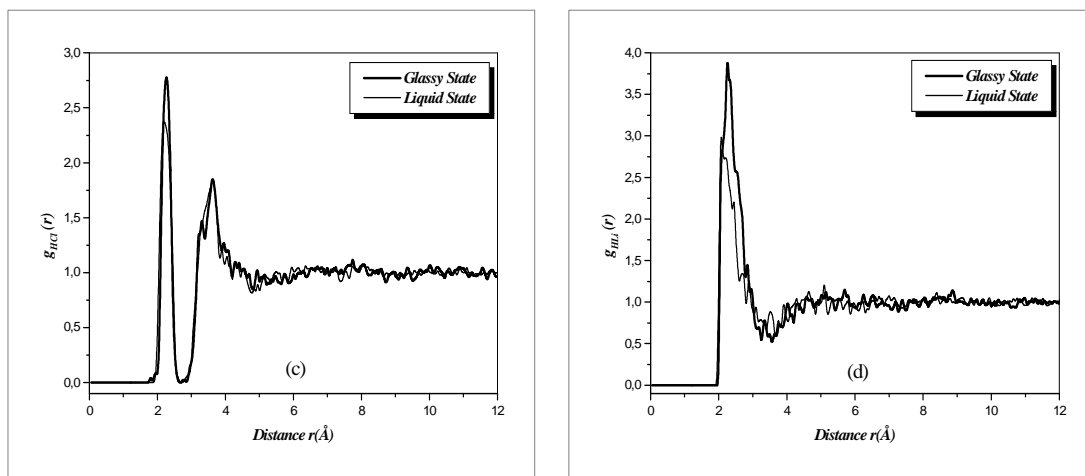 3,0
2,5
2,0
1,5
1,0
0,5
0,0
g_HCl (r)
Glassy State
Liquid State
(c)
0 2 4 6 8 10 12
Distance r(Å)
4,0
3,5
3,0
2,5
2,0
1,5
1,0
0,5
0,0
g_HLi (r)
Glassy State
Liquid State
(d)
0 2 4 6 8 10 12
Distance r(Å)